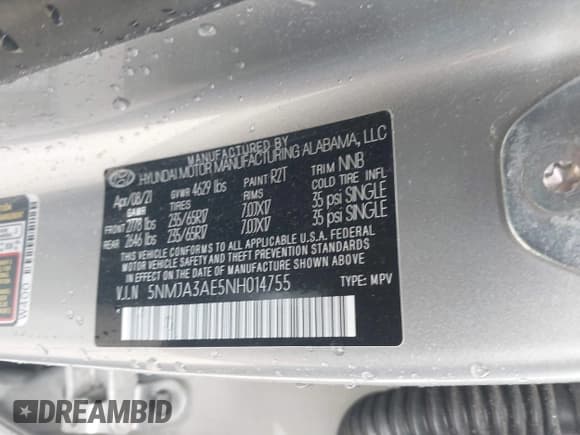 MANUFACTURED BY
HYUNDAI MOTOR MANUFACTURING ALABAMA, LLC
Apr/08/21 GVWR 4629 lbs PAINT R2T TRIM NNB
GAWR TIRES RIMS COLD TIRE INFL
FRONT 2778 lbs 235/65R17 7.0JX17 35 psi SINGLE
REAR 2646 lbs 235/65R17 7.0JX17 35 psi SINGLE
THIS VEHICLE CONFORMS TO ALL APPLICABLE U.S.A. FEDERAL
MOTOR VEHICLE SAFETY AND THEFT PREVENTION STANDARDS
IN EFFECT ON THE DATE OF MANUFACTURE SHOWN ABOVE.
V.I.N 5NMJA3AE5NH014755 TYPE: MPV
W400
DREAMBID